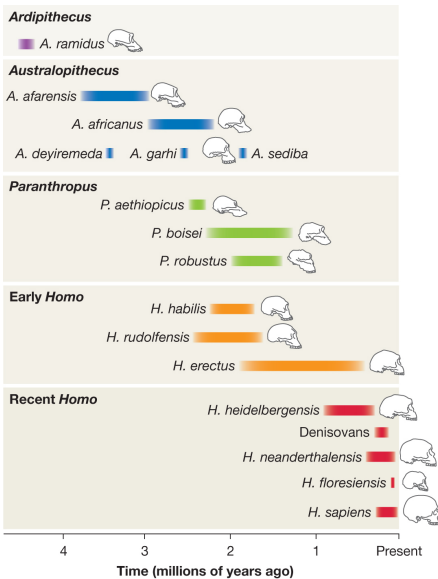 Ardipithecus
A. ramidus
Australopithecus
A. afarensis
A. africanus
A. deyiremeda A. garhi A. sediba
Paranthropus
P. aethiopicus
P. boisei
P. robustus
Early Homo
H. habilis
H. rudolfensis
H. erectus
Recent Homo
H. heidelbergensis
Denisovans
H. neanderthalensis
H. floresiensis
H. sapiens
4 3 2 1 Present
Time (millions of years ago)